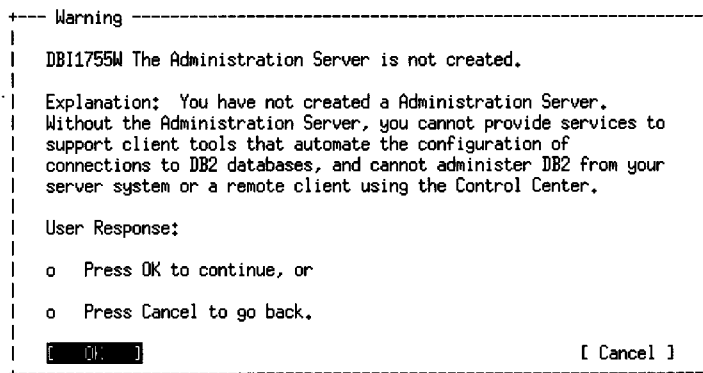 Warning
DBI1755W The Administration Server is not created.
Explanation: You have not created a Administration Server.
Without the Administration Server, you cannot provide services to
support client tools that automate the configuration of
connections to DB2 databases, and cannot administer DB2 from your
server system or a remote client using the Control Center.
User Response:
o Press OK to continue, or
o Press Cancel to go back.
[ OK ] [ Cancel ]